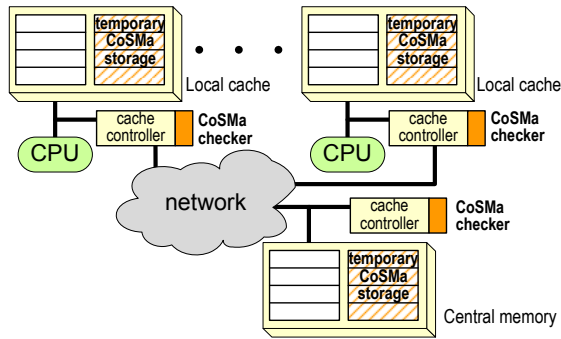 temporary
CoSMa
storage
Local cache
cache
controller
CoSMa
checker
CPU
temporary
CoSMa
storage
Local cache
cache
controller
CoSMa
checker
CPU
network
cache
controller
CoSMa
checker
temporary
CoSMa
storage
Central memory